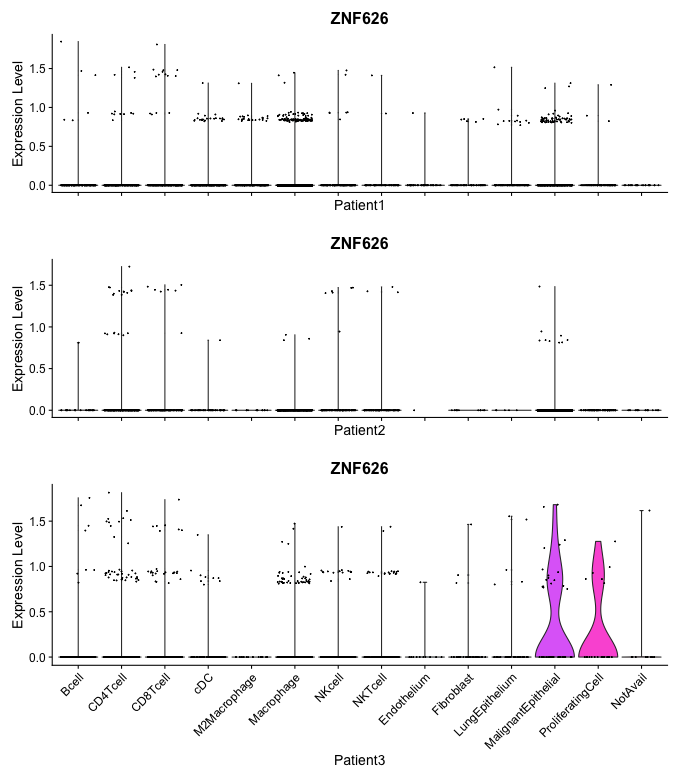 ZNF626
Expression Level
1.5
1.0
0.5
0.0
Patient1
ZNF626
Expression Level
1.5
1.0
0.5
0.0
Patient2
ZNF626
Expression Level
1.5
1.0
0.5
0.0
Bcell
CD4Tcell
CD8Tcell
cDC
M2Macrophage
Macrophage
NKcell
NKTcell
Endothelium
Fibroblast
LungEpithelium
MalignantEpithelial
ProliferatingCell
NotAvail
Patient3